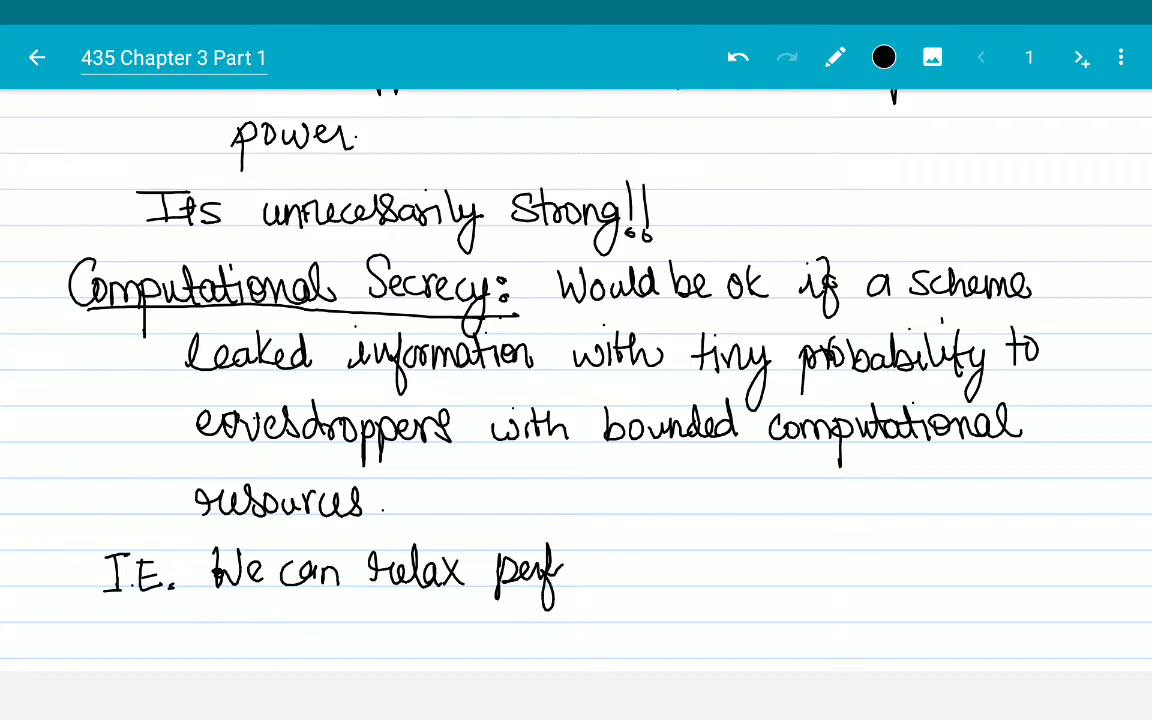 435 Chapter 3 Part 1
1
power.
Its unnecessarily strong!!
Computational Secrecy: Would be ok if a scheme
leaked information with tiny probability to
eavesdroppers with bounded computational
resources.
I.E. We can relax perf